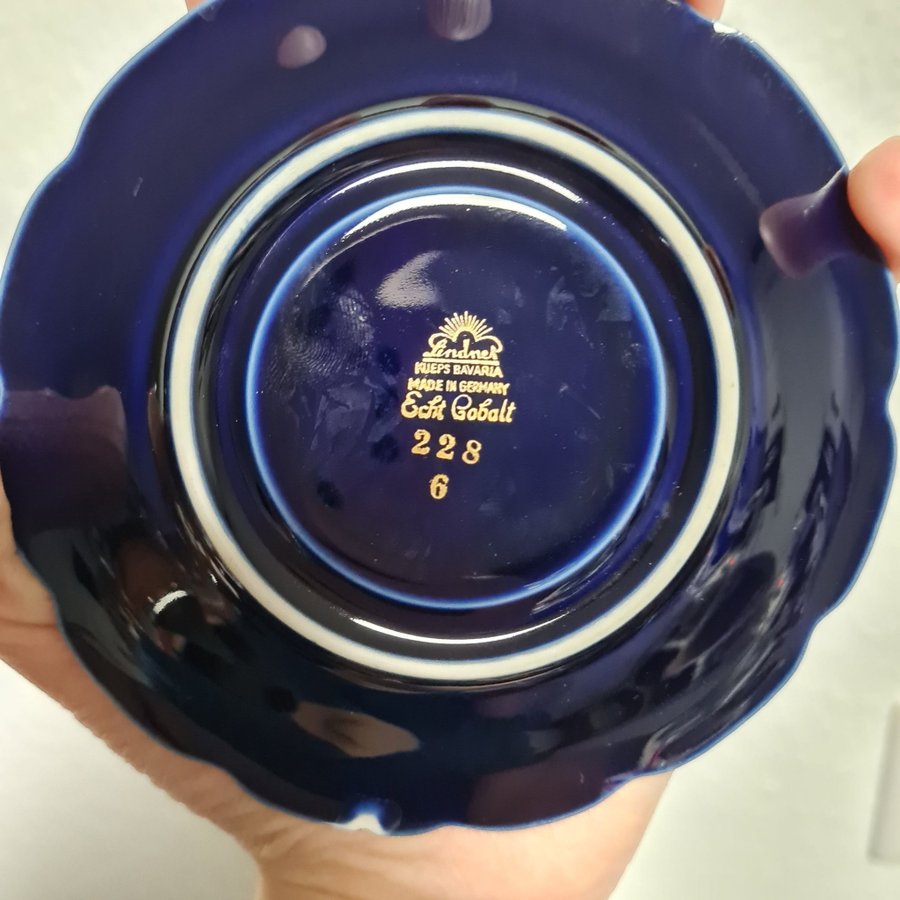 Lindner
KUEPS BAVARIA
MADE IN GERMANY
Echt Cobalt
228
6